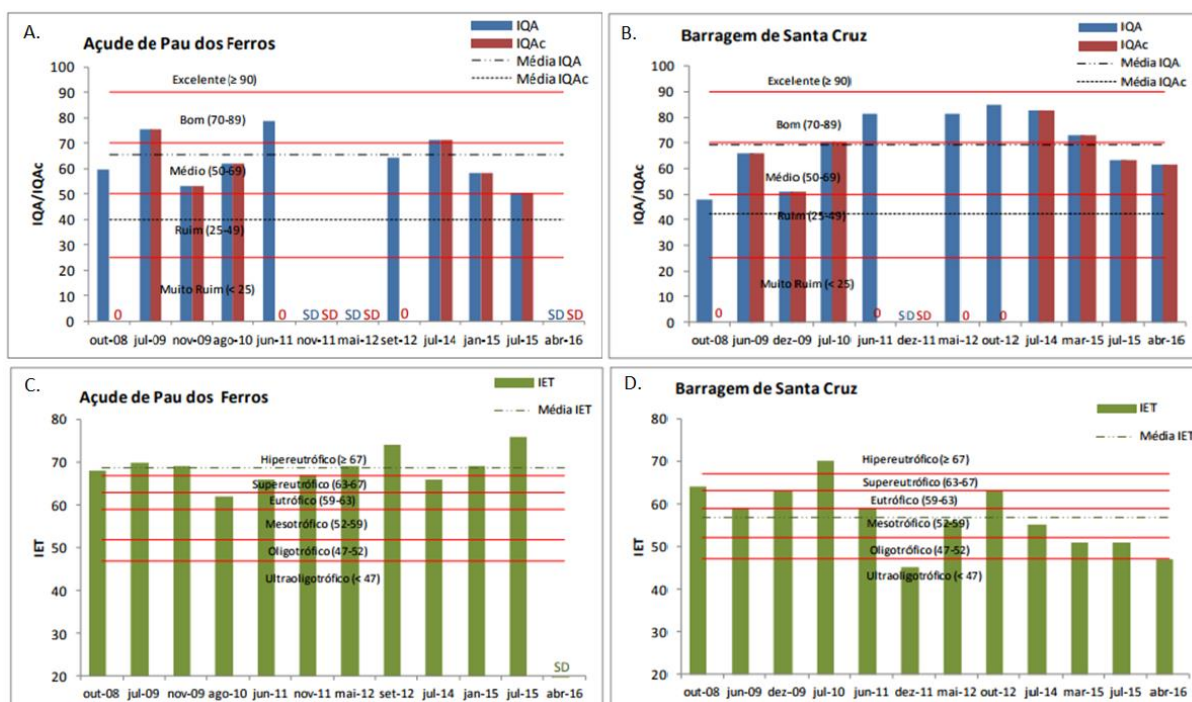 A.
Açude de Pau dos Ferros
IQA
IQAc
Média IQA
Média IQAc
IQA/IQAc
100
90
80
70
60
50
40
30
20
10
0
Excelente (≥ 90)
Bom (70-89)
Médio (50-69)
Ruim (25-49)
Muito Ruim (< 25)
0 0 SD SD SD SD 0 SD SD
out-08 jul-09 nov-09 ago-10 jun-11 nov-11 mai-12 set-12 jul-14 jan-15 jul-15 abr-16
B.
Barragem de Santa Cruz
IQA
IQAc
Média IQA
Média IQAc
IQA/IQAc
100
90
80
70
60
50
40
30
20
10
0
Excelente (≥ 90)
Bom (70-89)
Médio (50-69)
Ruim (25-49)
Muito Ruim (< 25)
0 0 SD SD 0 0
out-08 jun-09 dez-09 jul-10 jun-11 dez-11 mai-12 out-12 jul-14 mar-15 jul-15 abr-16
C.
Açude de Pau dos Ferros
IET
Média IET
IET
80
70
60
50
40
30
20
Hipereutrófico (≥ 67)
Supereutrófico (63-67)
Eutrófico (59-63)
Mesotrófico (52-59)
Oligotrófico (47-52)
Ultraoligotrófico (< 47)
SD
out-08 jul-09 nov-09 ago-10 jun-11 nov-11 mai-12 set-12 jul-14 jan-15 jul-15 abr-16
D.
Barragem de Santa Cruz
IET
Média IET
IET
80
70
60
50
40
30
20
Hipereutrófico (≥ 67)
Supereutrófico (63-67)
Eutrófico (59-63)
Mesotrófico (52-59)
Oligotrófico (47-52)
Ultraoligotrófico (< 47)
out-08 jun-09 dez-09 jul-10 jun-11 dez-11 mai-12 out-12 jul-14 mar-15 jul-15 abr-16